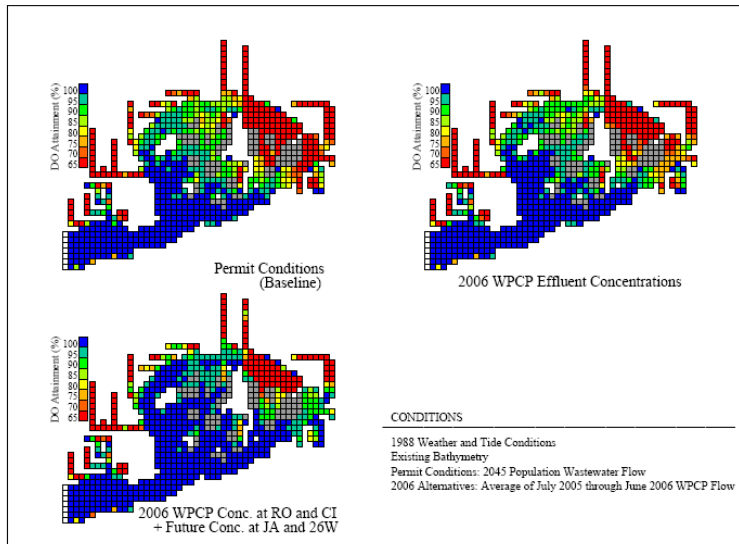 DO Attainment (%)
100
95
90
85
80
75
70
65
Permit Conditions
(Baseline)
DO Attainment (%)
100
95
90
85
80
75
70
65
2006 WPCP Effluent Concentrations
DO Attainment (%)
100
95
90
85
80
75
70
65
2006 WPCP Conc. at RO and CI
+ Future Conc. at JA and 26W
CONDITIONS
1988 Weather and Tide Conditions
Existing Bathymetry
Permit Conditions: 2045 Population Wastewater Flow
2006 Alternatives: Average of July 2005 through June 2006 WPCP Flow